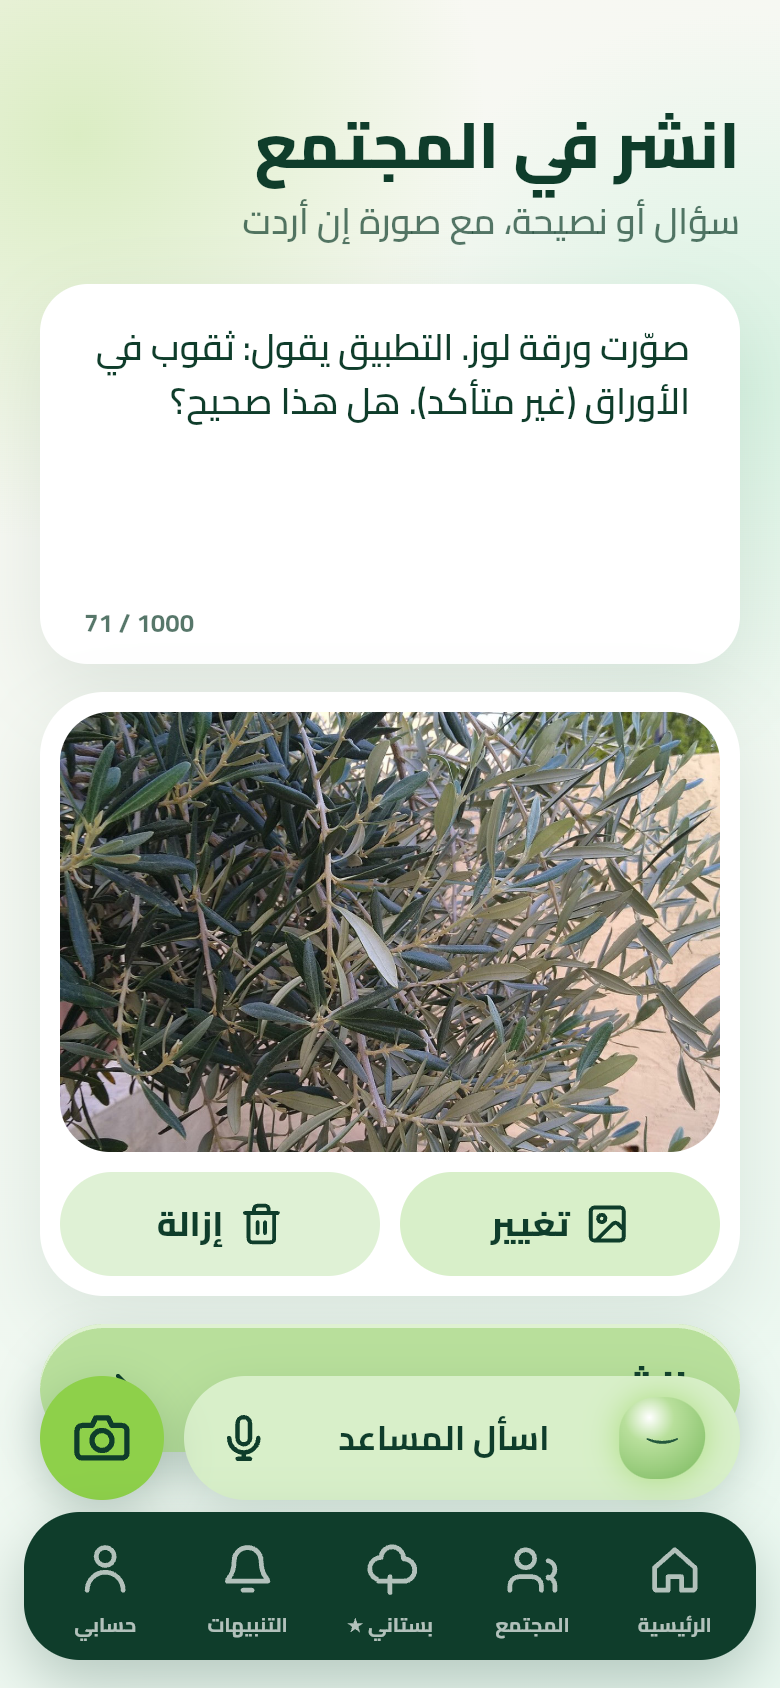 انشر في المجتمع
سؤال أو نصيحة، مع صورة إن أردت
صوّرت ورقة لوز. التطبيق يقول: ثقوب في
الأوراق (غير متأكد). هل هذا صحيح؟
71 / 1000
تغيير
إزالة
اسأل المساعد
الرئيسية
المجتمع
بستاني ★
التنبيهات
حسابي